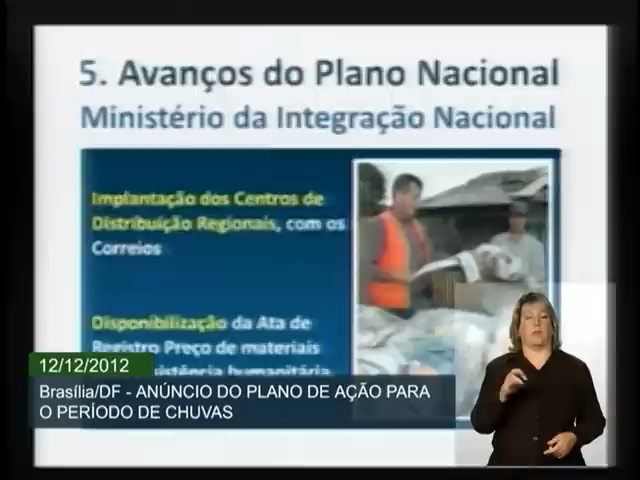 5. Avanços do Plano Nacional
Ministério da Integração Nacional
Implantação dos Centros de
Distribuição Regionais, com os
Correios
Disponibilização da Ata de
Registro Preço de materiais
humanitária
12/12/2012
Brasília/DF - ANÚNCIO DO PLANO DE AÇÃO PARA
O PERÍODO DE CHUVAS